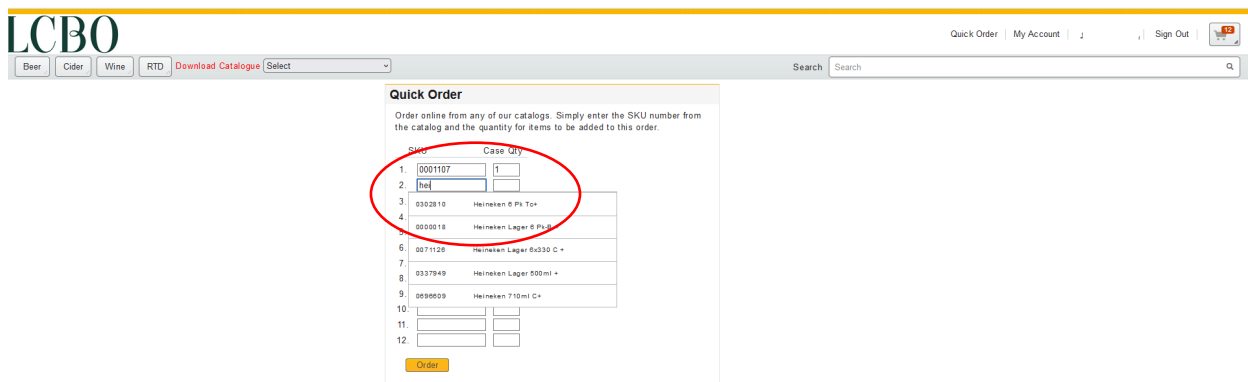 LCBO
Quick Order My Account Sign Out 12
Beer Cider Wine RTD Download Catalogue Select Search Search
Quick Order
Order online from any of our catalogs. Simply enter the SKU number from
the catalog and the quantity for items to be added to this order.
SKU Case Qty
1. 0001107 1
2. hei
3. 0302810 Heineken 6 Pk Tc+
4.
5. 0000018 Heineken Lager 6 Pk-B +
6. 0071126 Heineken Lager 6x330 C +
7.
8. 0337949 Heineken Lager 500ml +
9. 0696609 Heineken 710ml C+
10.
11.
12.
Order